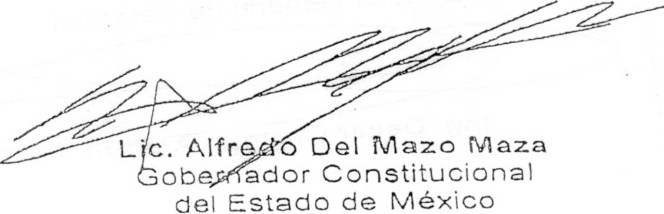 Lic. Alfredo Del Mazo Maza
Gobernador Constitucional
del Estado de México